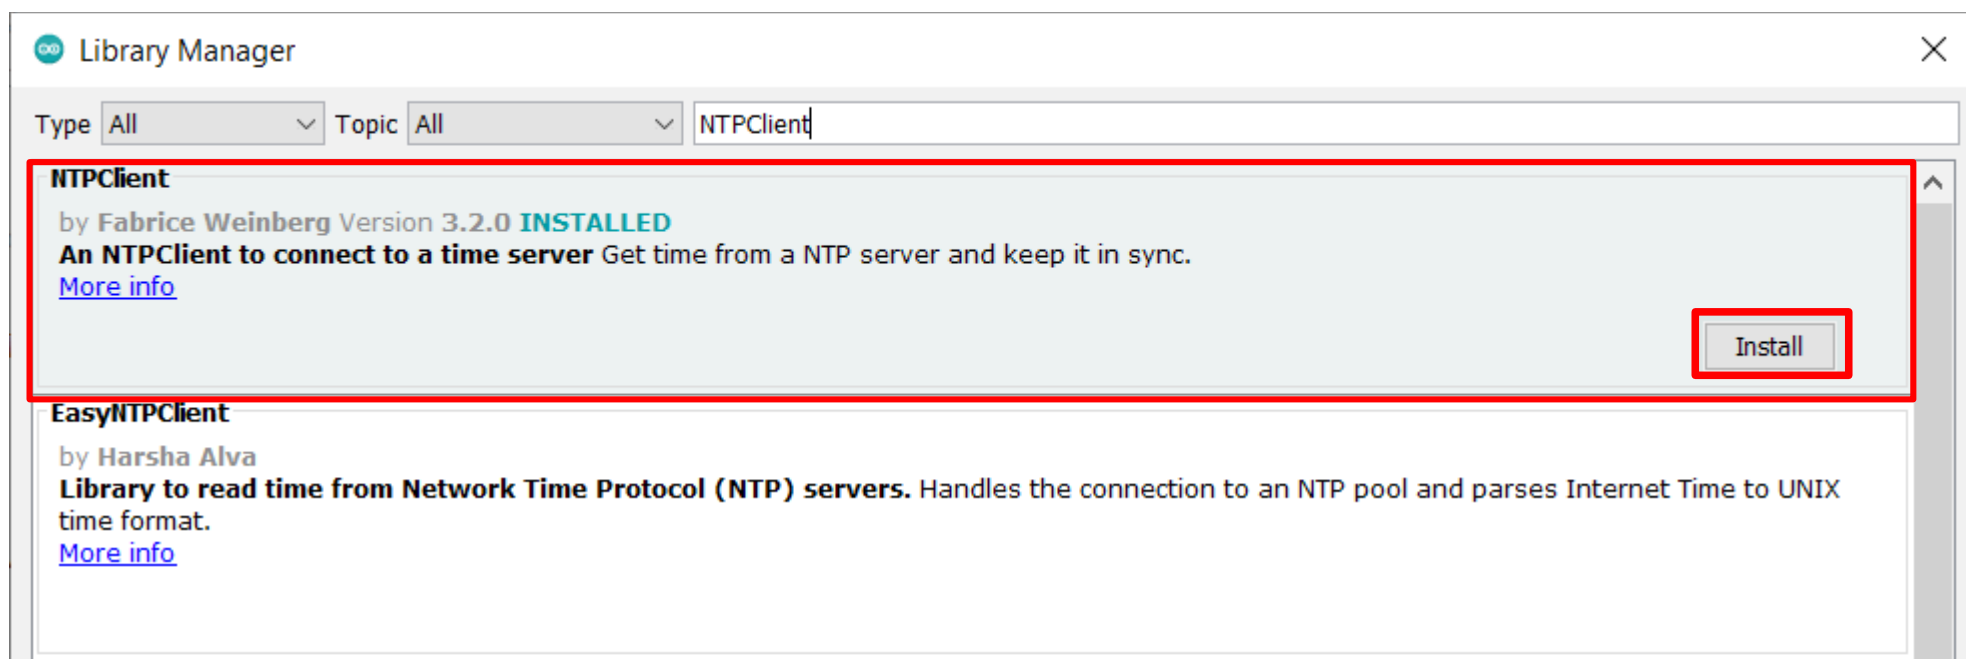 Library Manager
Type All Topic All NTPClient
NTPClient
by Fabrice Weinberg Version 3.2.0 INSTALLED
An NTPClient to connect to a time server Get time from a NTP server and keep it in sync.
More info
Install
EasyNTPClient
by Harsha Alva
Library to read time from Network Time Protocol (NTP) servers. Handles the connection to an NTP pool and parses Internet Time to UNIX
time format.
More info